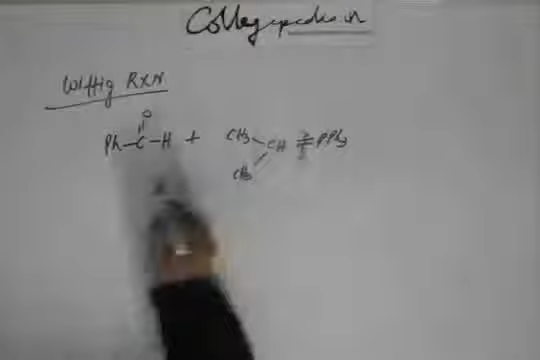 Collegepedia.in
Wittig RXN
O
Ph-C-H + CH3 CH = PPh3
CH3